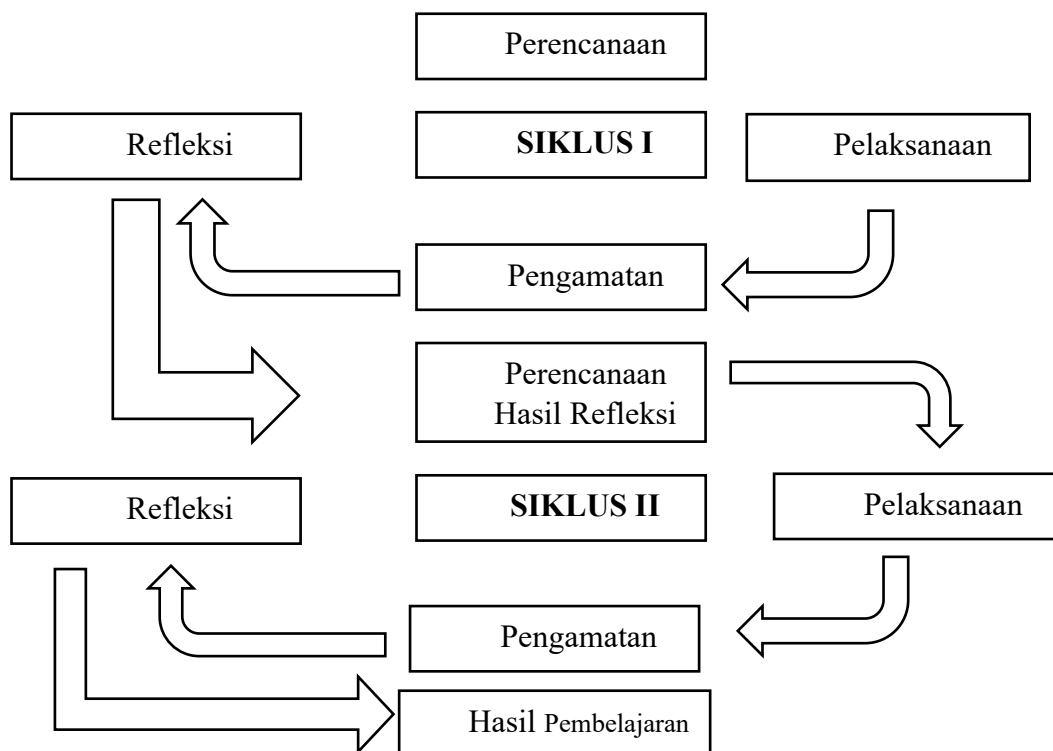 Perencanaan
Refleksi
SIKLUS I
Pelaksanaan
Pengamatan
Perencanaan
Hasil Refleksi
Refleksi
SIKLUS II
Pelaksanaan
Pengamatan
Hasil Pembelajaran